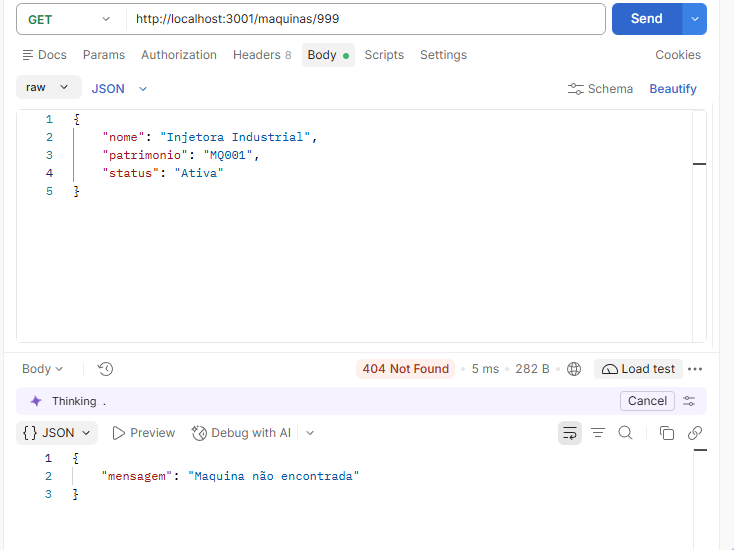 GET http://localhost:3001/maquinas/999 Send
Docs Params Authorization Headers 8 Body Scripts Settings Cookies
raw JSON Schema Beautify
1 {
2 "nome": "Injetora Industrial",
3 "patrimonio": "MQ001",
4 "status": "Ativa"
5 }
Body 404 Not Found 5 ms 282 B Load test
Thinking . Cancel
{} JSON Preview Debug with AI
1 {
2 "mensagem": "Maquina não encontrada"
3 }